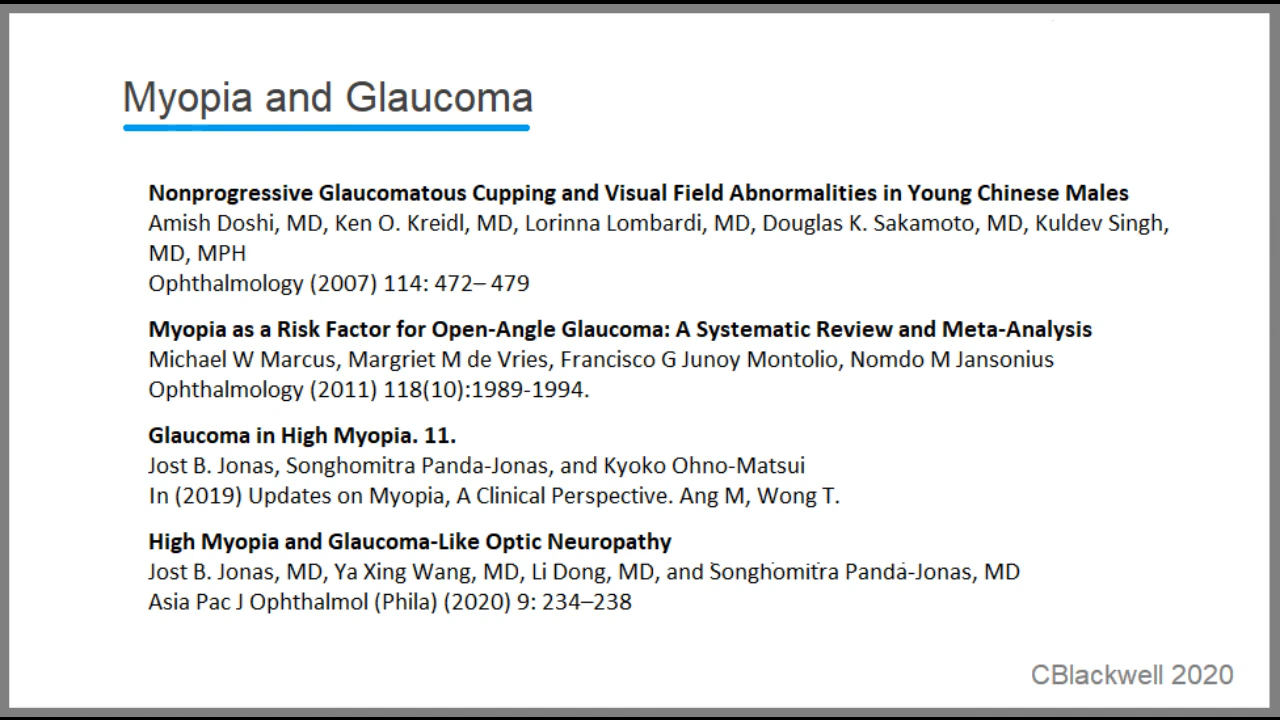 Myopia and Glaucoma
Nonprogressive Glaucomatous Cupping and Visual Field Abnormalities in Young Chinese Males
Amish Doshi, MD, Ken O. Kreidl, MD, Lorinna Lombardi, MD, Douglas K. Sakamoto, MD, Kuldev Singh,
MD, MPH
Ophthalmology (2007) 114: 472– 479
Myopia as a Risk Factor for Open-Angle Glaucoma: A Systematic Review and Meta-Analysis
Michael W Marcus, Margriet M de Vries, Francisco G Junoy Montolio, Nomdo M Jansonius
Ophthalmology (2011) 118(10):1989-1994.
Glaucoma in High Myopia. 11.
Jost B. Jonas, Songhomitra Panda-Jonas, and Kyoko Ohno-Matsui
In (2019) Updates on Myopia, A Clinical Perspective. Ang M, Wong T.
High Myopia and Glaucoma-Like Optic Neuropathy
Jost B. Jonas, MD, Ya Xing Wang, MD, Li Dong, MD, and Songhomitra Panda-Jonas, MD
Asia Pac J Ophthalmol (Phila) (2020) 9: 234–238
CBlackwell 2020